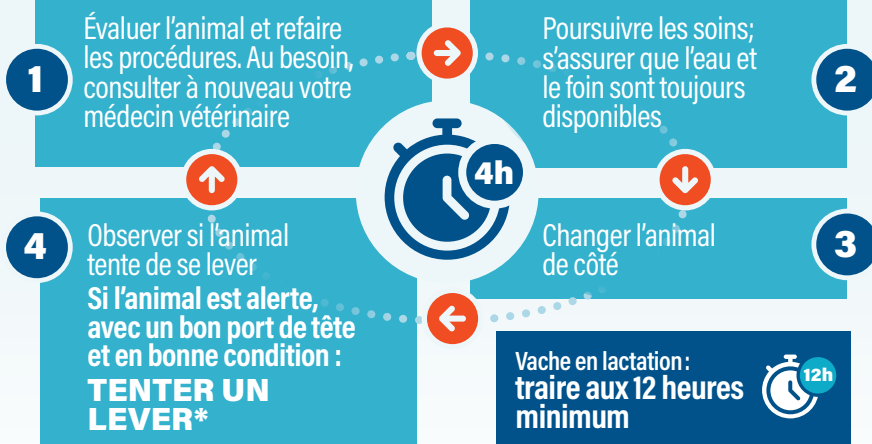 1
Évaluer l'animal et refaire
les procédures. Au besoin,
consulter à nouveau votre
médecin vétérinaire
2
Poursuivre les soins;
s'assurer que l'eau et
le foin sont toujours
disponibles
4h
3
Changer l'animal
de côté
4
Observer si l'animal
tente de se lever
Si l'animal est alerte,
avec un bon port de tête
et en bonne condition :
TENTER UN
LEVER*
Vache en lactation :
traire aux 12 heures
minimum
12h